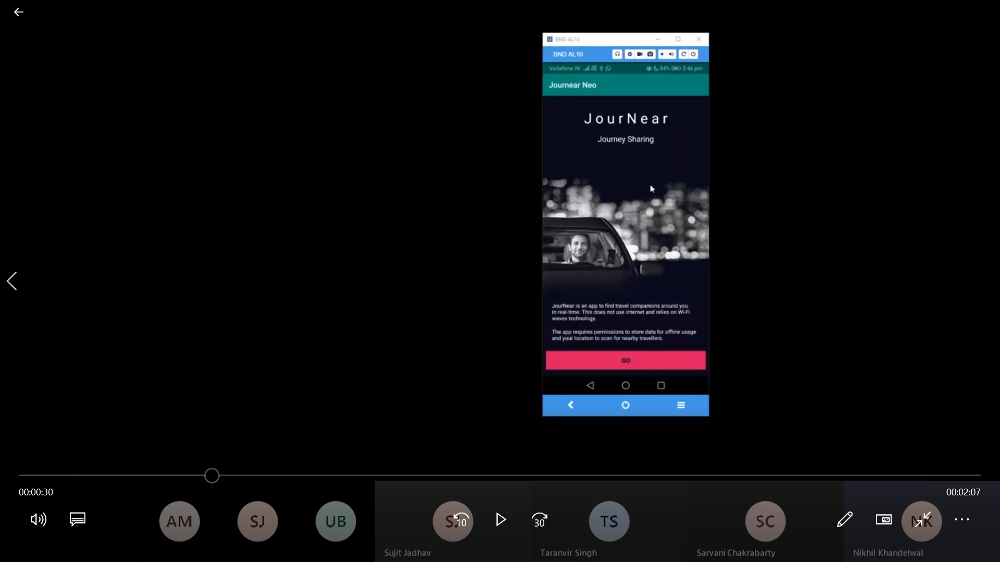 BND AL10
BND AL10
Vodafone IN
94% 5:46 pm
Journear Neo
JourNear
Journey Sharing
JourNear is an app to find travel companions around you
in real-time. This does not use internet and relies on Wi-Fi
waves technology.
The app requires permissions to store data for offline usage
and your location to scan for nearby travellers.
GO
00:00:30
00:02:07
AM
SJ
UB
SJ
10
30
TS
SC
NK
Sujit Jadhav
Taranvir Singh
Sarvani Chakrabarty
Nikhil Khandelwal